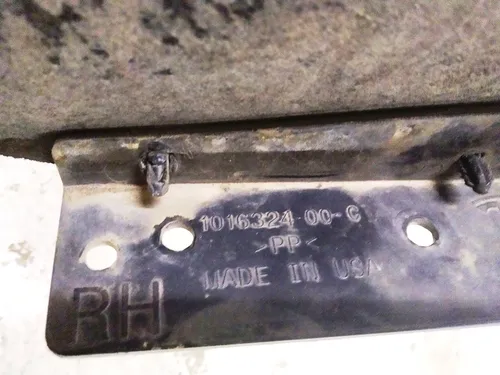 1016324-00-C
>PP<
MADE IN USA
RH